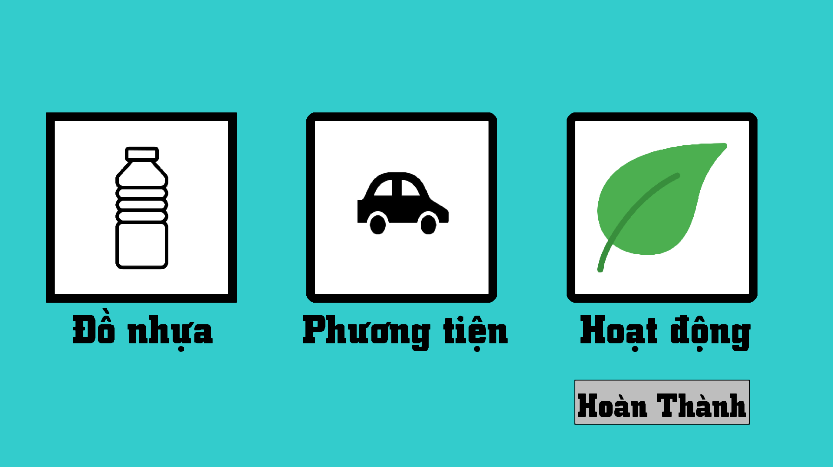 Đồ nhựa
Phương tiện
Hoạt động
Hoàn Thành